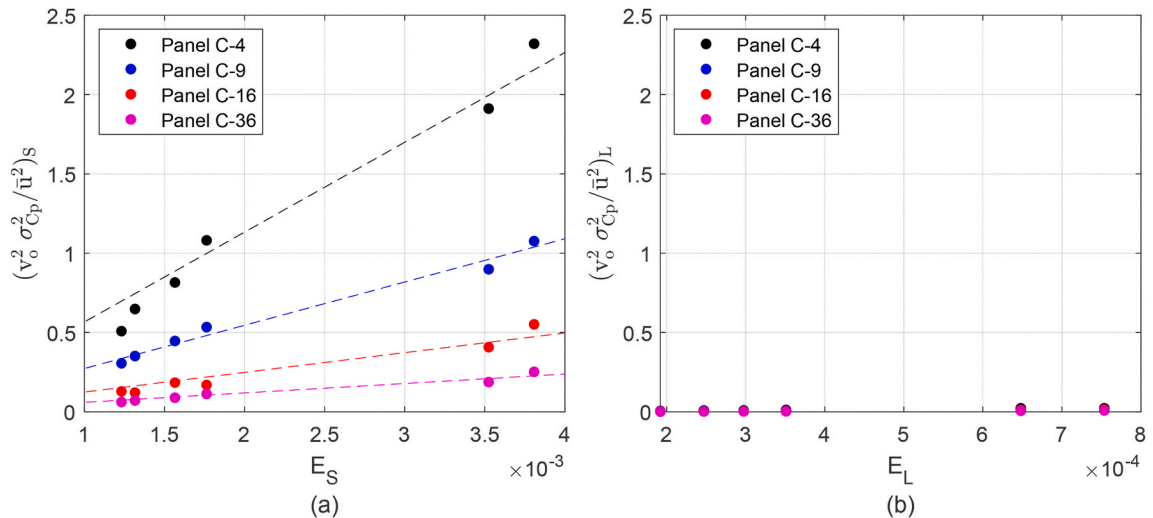 2.5
2
1.5
1
0.5
0
Panel C-4
Panel C-9
Panel C-16
Panel C-36
(v_o^2 σ_Cp^2/ū^2)_S
1 1.5 2 2.5 3 3.5 4
×10^-3
E_S
(a)
2.5
2
1.5
1
0.5
0
Panel C-4
Panel C-9
Panel C-16
Panel C-36
(v_o^2 σ_Cp^2/ū^2)_L
2 3 4 5 6 7 8
×10^-4
E_L
(b)